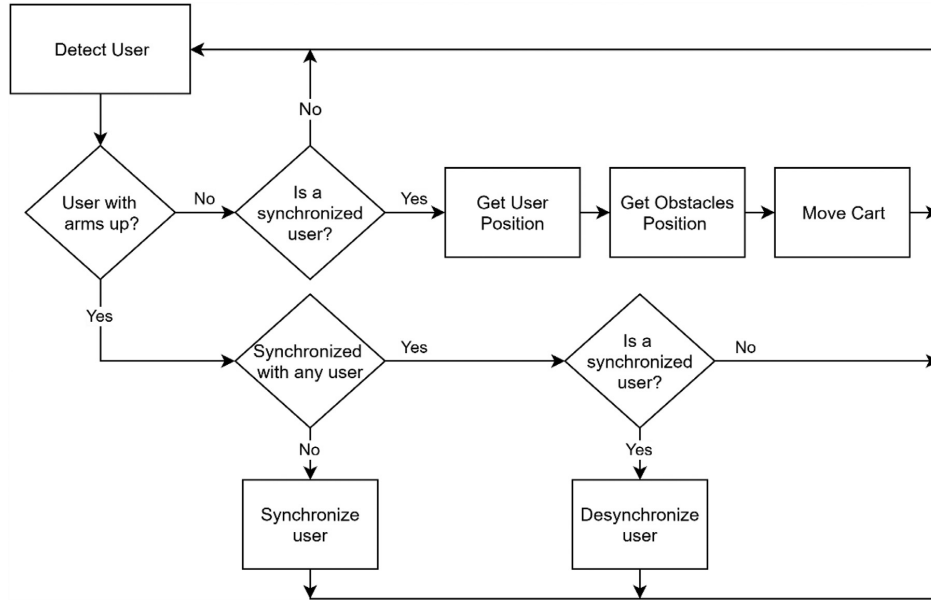 Detect User
No
User with
arms up?
No
Is a
synchronized
user?
Yes
Get User
Position
Get Obstacles
Position
Move Cart
Yes
Synchronized
with any user
Yes
Is a
synchronized
user?
No
No
Yes
Synchronize
user
Desynchronize
user